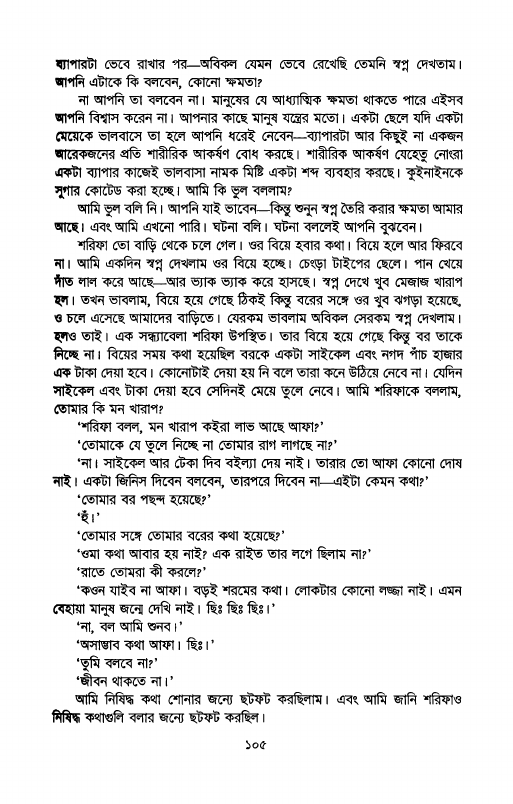 ব্যাপারটা ভেবে রাখার পর—অবিকল যেমন ভেবে রেখেছি তেমনি স্বপ্ন দেখতাম।
আপনি এটাকে কি বলবেন, কোনো ক্ষমতা?
না আপনি তা বলবেন না। মানুষের যে আধ্যাত্মিক ক্ষমতা থাকতে পারে এইসব
আপনি বিশ্বাস করেন না। আপনার কাছে মানুষ যন্ত্রের মতো। একটা ছেলে যদি একটা
মেয়েকে ভালবাসে তা হলে আপনি ধরেই নেবেন—ব্যাপারটা আর কিছুই না একজন
আরেকজনের প্রতি শারীরিক আকর্ষণ বোধ করছে। শারীরিক আকর্ষণ যেহেতু নোংরা
একটা ব্যাপার কাজেই ভালবাসা নামক মিষ্টি একটা শব্দ ব্যবহার করছে। কুইনাইনকে
সুগার কোটেড করা হচ্ছে। আমি কি ভুল বললাম?
আমি ভুল বলি নি। আপনি যাই ভাবেন—কিন্তু শুনুন স্বপ্ন তৈরি করার ক্ষমতা আমার
আছে। এবং আমি এখনো পারি। ঘটনা বলি। ঘটনা বললেই আপনি বুঝবেন।
শরিফা তো বাড়ি থেকে চলে গেল। ওর বিয়ে হবার কথা। বিয়ে হলে আর ফিরবে
না। আমি একদিন স্বপ্ন দেখলাম ওর বিয়ে হচ্ছে। চেংড়া টাইপের ছেলে। পান খেয়ে
দাঁত লাল করে আছে—আর ভ্যাক ভ্যাক করে হাসছে। স্বপ্ন দেখে খুব মেজাজ খারাপ
হল। তখন ভাবলাম, বিয়ে হয়ে গেছে ঠিকই কিন্তু বরের সঙ্গে ওর খুব ঝগড়া হয়েছে,
ও চলে এসেছে আমাদের বাড়িতে। যেরকম ভাবলাম অবিকল সেরকম স্বপ্ন দেখলাম।
হলও তাই। এক সন্ধ্যাবেলা শরিফা উপস্থিত। তার বিয়ে হয়ে গেছে কিন্তু বর তাকে
নিচ্ছে না। বিয়ের সময় কথা হয়েছিল বরকে একটা সাইকেল এবং নগদ পাঁচ হাজার
এক টাকা দেয়া হবে। কোনোটাই দেয়া হয় নি বলে তারা কনে উঠিয়ে নেবে না। যেদিন
সাইকেল এবং টাকা দেয়া হবে সেদিনই মেয়ে তুলে নেবে। আমি শরিফাকে বললাম,
তোমার কি মন খারাপ?
‘শরিফা বলল, মন খারাপ কইরা লাভ আছে আফা?’
‘তোমাকে যে তুলে নিচ্ছে না তোমার রাগ লাগছে না?’
‘না। সাইকেল আর টেকা দিব বইল্যা দেয় নাই। তারার তো আফা কোনো দোষ
নাই। একটা জিনিস দিবেন বলবেন, তারপরে দিবেন না—এইটা কেমন কথা?’
‘তোমার বর পছন্দ হয়েছে?’
‘হুঁ।’
‘তোমার সঙ্গে তোমার বরের কথা হয়েছে?’
‘ওমা কথা আবার হয় নাই? এক রাইত তার লগে ছিলাম না?’
‘রাতে তোমরা কী করলে?’
‘কওন যাইব না আফা। বড়ই শরমের কথা। লোকটার কোনো লজ্জা নাই। এমন
বেহায়া মানুষ জন্মে দেখি নাই। ছিঃ ছিঃ ছিঃ।’
‘না, বল আমি শুনব।’
‘অসাম্ভাব কথা আফা। ছিঃ।’
‘তুমি বলবে না?’
‘জীবন থাকতে না।’
আমি নিষিদ্ধ কথা শোনার জন্যে ছটফট করছিলাম। এবং আমি জানি শরিফাও
নিষিদ্ধ কথাগুলি বলার জন্যে ছটফট করছিল।
১০৫